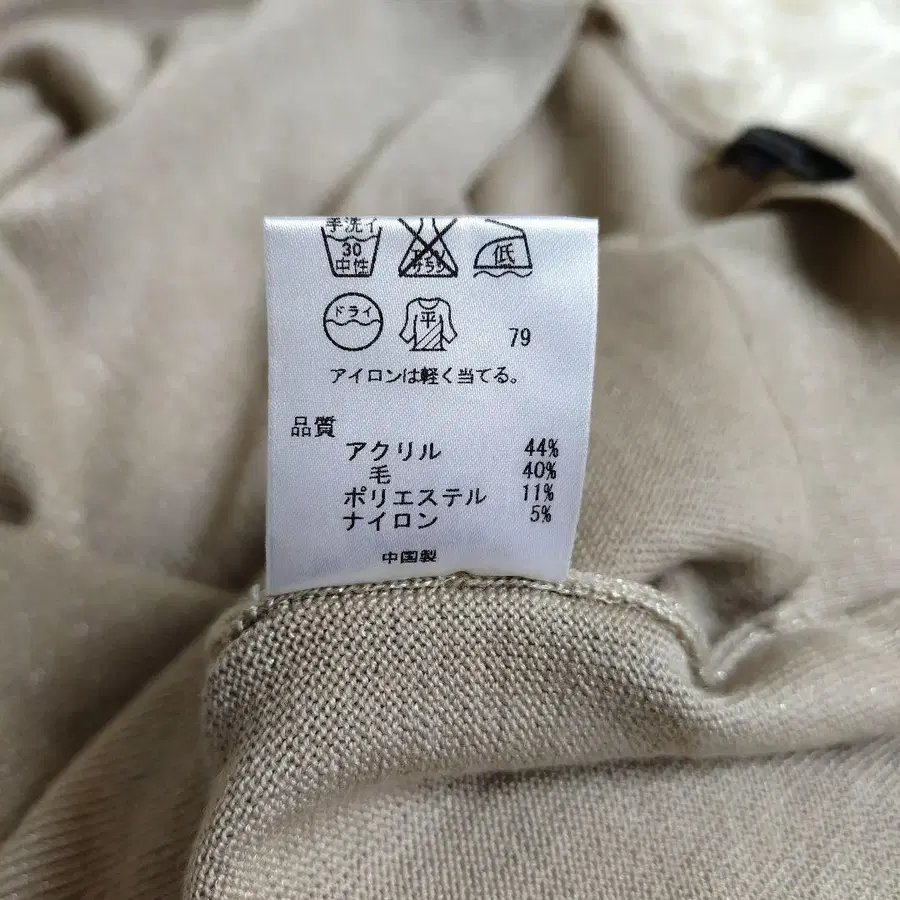 手洗イ
30
中性
エンソ
サラシ
低
ドライ
平
79
アイロンは軽く当てる。
品質
アクリル 44%
毛 40%
ポリエステル 11%
ナイロン 5%
中国製